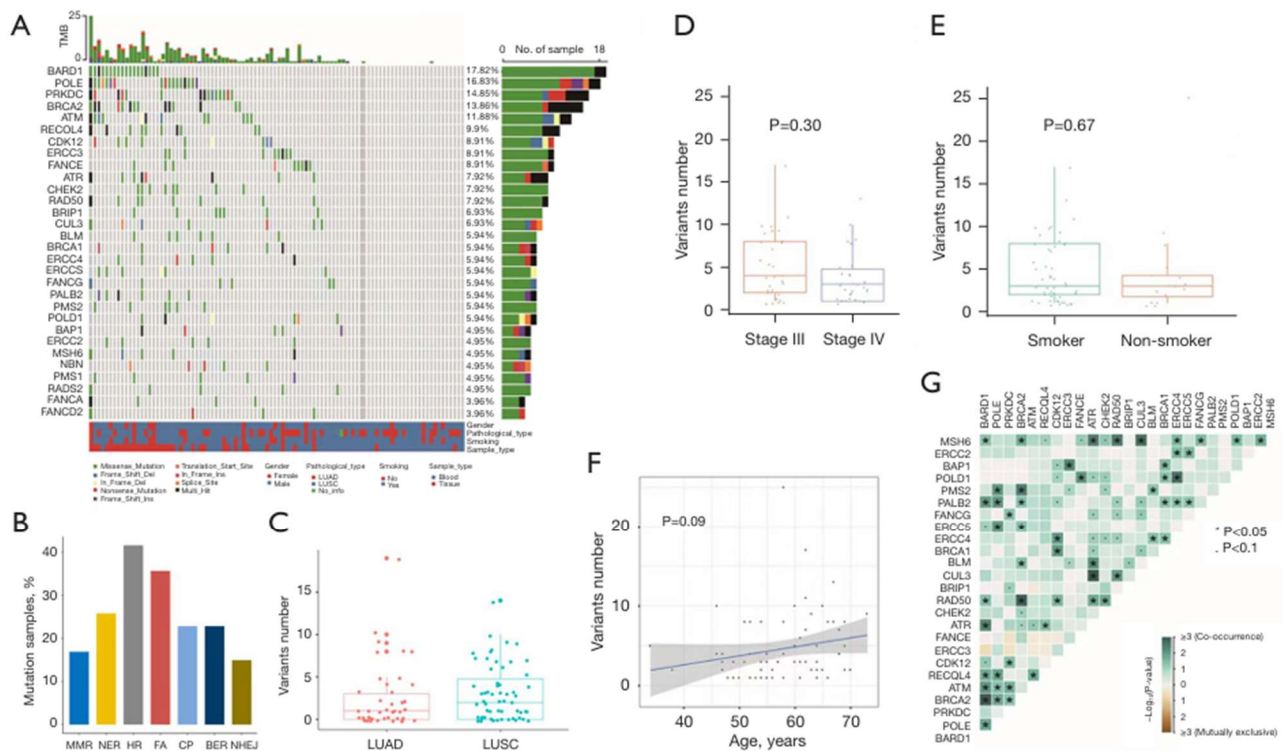 A
25
TMB
0
0 No. of sample 18
BARD1 17.82%
POLE 16.83%
PRKDC 14.85%
BRCA2 13.86%
ATM 11.88%
RECOL4 9.9%
CDK12 8.91%
ERCC3 8.91%
FANCE 8.91%
ATR 7.92%
CHEK2 7.92%
RAD50 7.92%
BRIP1 6.93%
CUL3 6.93%
BLM 5.94%
BRCA1 5.94%
ERCC4 5.94%
ERCCS 5.94%
FANCG 5.94%
PALB2 5.94%
PMS2 5.94%
POLD1 5.94%
BAP1 4.95%
ERCC2 4.95%
MSH6 4.95%
NBN 4.95%
PMS1 4.95%
RADS2 4.95%
FANCA 3.96%
FANCD2 3.96%
Gender
Pathological_type
Smoking
Sample_type
Missense_Mutation
Frame_Shift_Del
In_Frame_Del
Nonsense_Mutation
Frame_Shift_Ins
Translation_Start_Site
In_Frame_Ins
Splice_Site
Multi_Hit
Gender
Female
Male
Pathological_type
LUAD
LUSC
No_info
Smoking
No
Yes
Sample_type
Blood
Tissue
B
Mutation samples, %
40
30
20
10
0
MMR NER HR FA CP BER NHEJ
C
Variants number
15
10
5
0
LUAD LUSC
D
P=0.30
Variants number
25
20
15
10
5
0
Stage III Stage IV
E
P=0.67
Variants number
25
20
15
10
5
0
Smoker Non-smoker
F
P=0.09
Variants number
20
10
0
40 50 60 70
Age, years
G
BARD1
POLE
PRKDC
BRCA2
ATM
RECQL4
CDK12
ERCC3
FANCE
ATR
CHEK2
RAD50
BRIP1
CUL3
BLM
BRCA1
ERCC4
ERCC5
FANCG
PALB2
PMS2
POLD1
BAP1
ERCC2
MSH6
MSH6
ERCC2
BAP1
POLD1
PMS2
PALB2
FANCG
ERCC5
ERCC4
BRCA1
BLM
CUL3
BRIP1
RAD50
CHEK2
ATR
FANCE
ERCC3
CDK12
RECQL4
ATM
BRCA2
PRKDC
POLE
BARD1
* P<0.05
. P<0.1
-Log₁₀(P-value)
≥3 (Co-occurrence)
2
1
0
1
2
≥3 (Mutually exclusive)